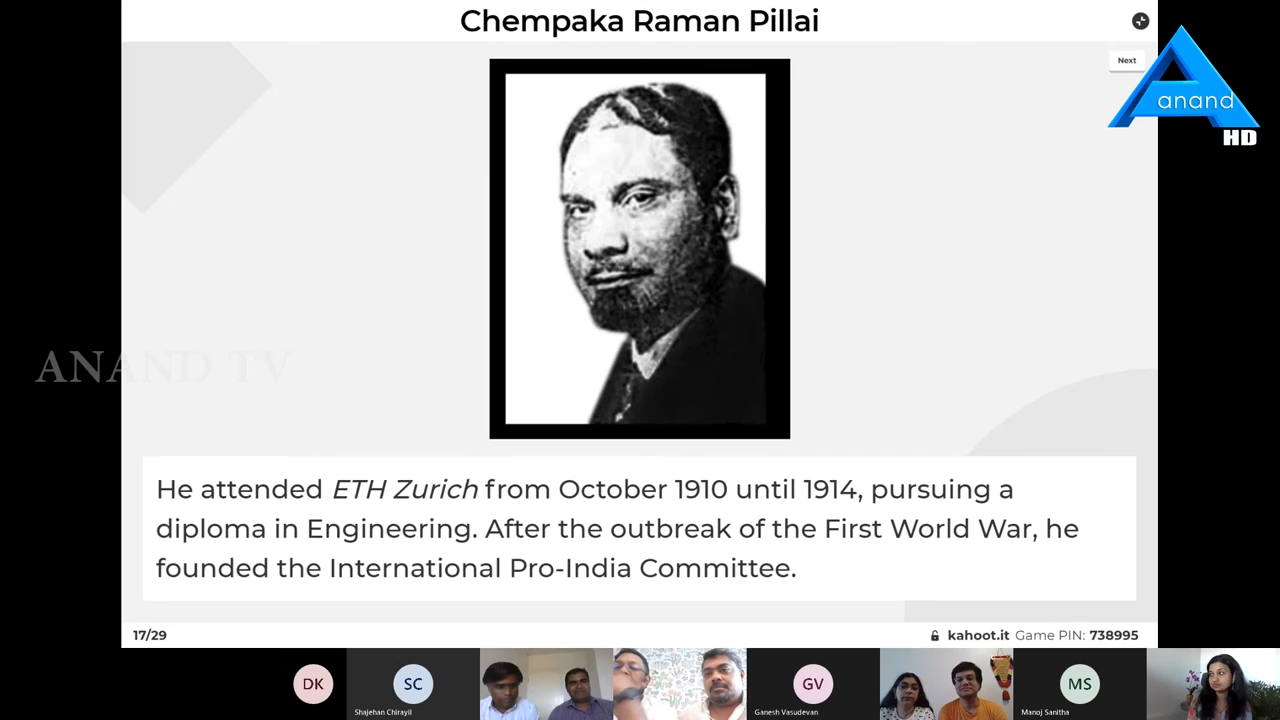 Chempaka Raman Pillai
Next
anand
HD
ANAND TV
He attended ETH Zurich from October 1910 until 1914, pursuing a
diploma in Engineering. After the outbreak of the First World War, he
founded the International Pro-India Committee.
17/29
kahoot.it Game PIN: 738995
DK
SC
GV
MS
Shajehan Chirayil
Ganesh Vasudevan
Manoj Sanitha